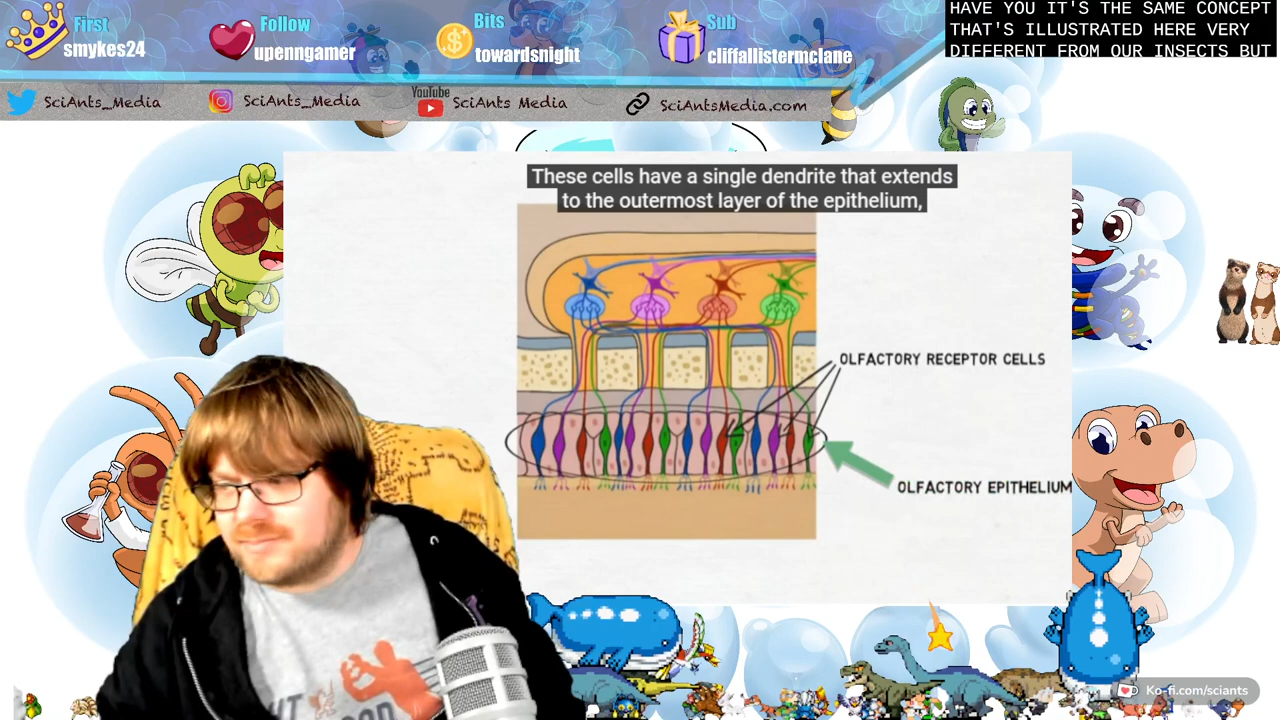 First
smykes24
Follow
upenngamer
Bits
towardsnight
Sub
cliffallistermclane
HAVE YOU IT'S THE SAME CONCEPT
THAT'S ILLUSTRATED HERE VERY
DIFFERENT FROM OUR INSECTS BUT
SciAnts_Media
SciAnts_Media
YouTube
SciAnts Media
SciAntsMedia.com
These cells have a single dendrite that extends
to the outermost layer of the epithelium,
OLFACTORY RECEPTOR CELLS
OLFACTORY EPITHELIUM
Ko-fi.com/sciants